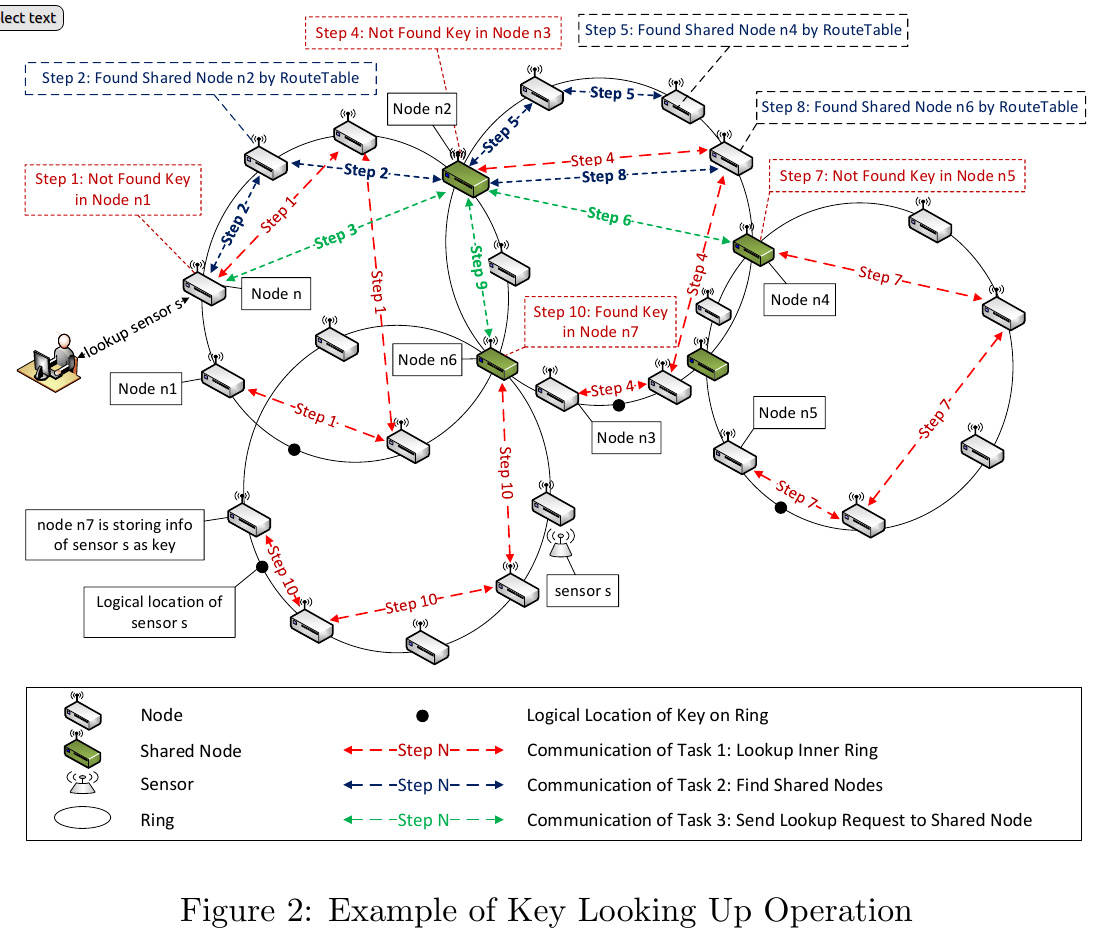 lect text
Step 4: Not Found Key in Node n3
Step 5: Found Shared Node n4 by RouteTable
Step 2: Found Shared Node n2 by RouteTable
Node n2
Step 5
Step 5
Step 8: Found Shared Node n6 by RouteTable
Step 1: Not Found Key
in Node n1
Step 2
Step 2
Step 1
Step 4
Step 8
Step 7: Not Found Key in Node n5
Step 3
Step 6
Node n
Step 9
Step 1
Step 4
Step 7
Node n4
lookup sensor s
Step 10: Found Key
in Node n7
Node n6
Node n1
Step 1
Step 4
Node n3
Node n5
Step 7
Step 7
Step 10
node n7 is storing info
of sensor s as key
Step 10
Step 10
sensor s
Logical location of
sensor s
Node
Logical Location of Key on Ring
Shared Node
Step N
Communication of Task 1: Lookup Inner Ring
Sensor
Step N
Communication of Task 2: Find Shared Nodes
Ring
Step N
Communication of Task 3: Send Lookup Request to Shared Node
Figure 2: Example of Key Looking Up Operation